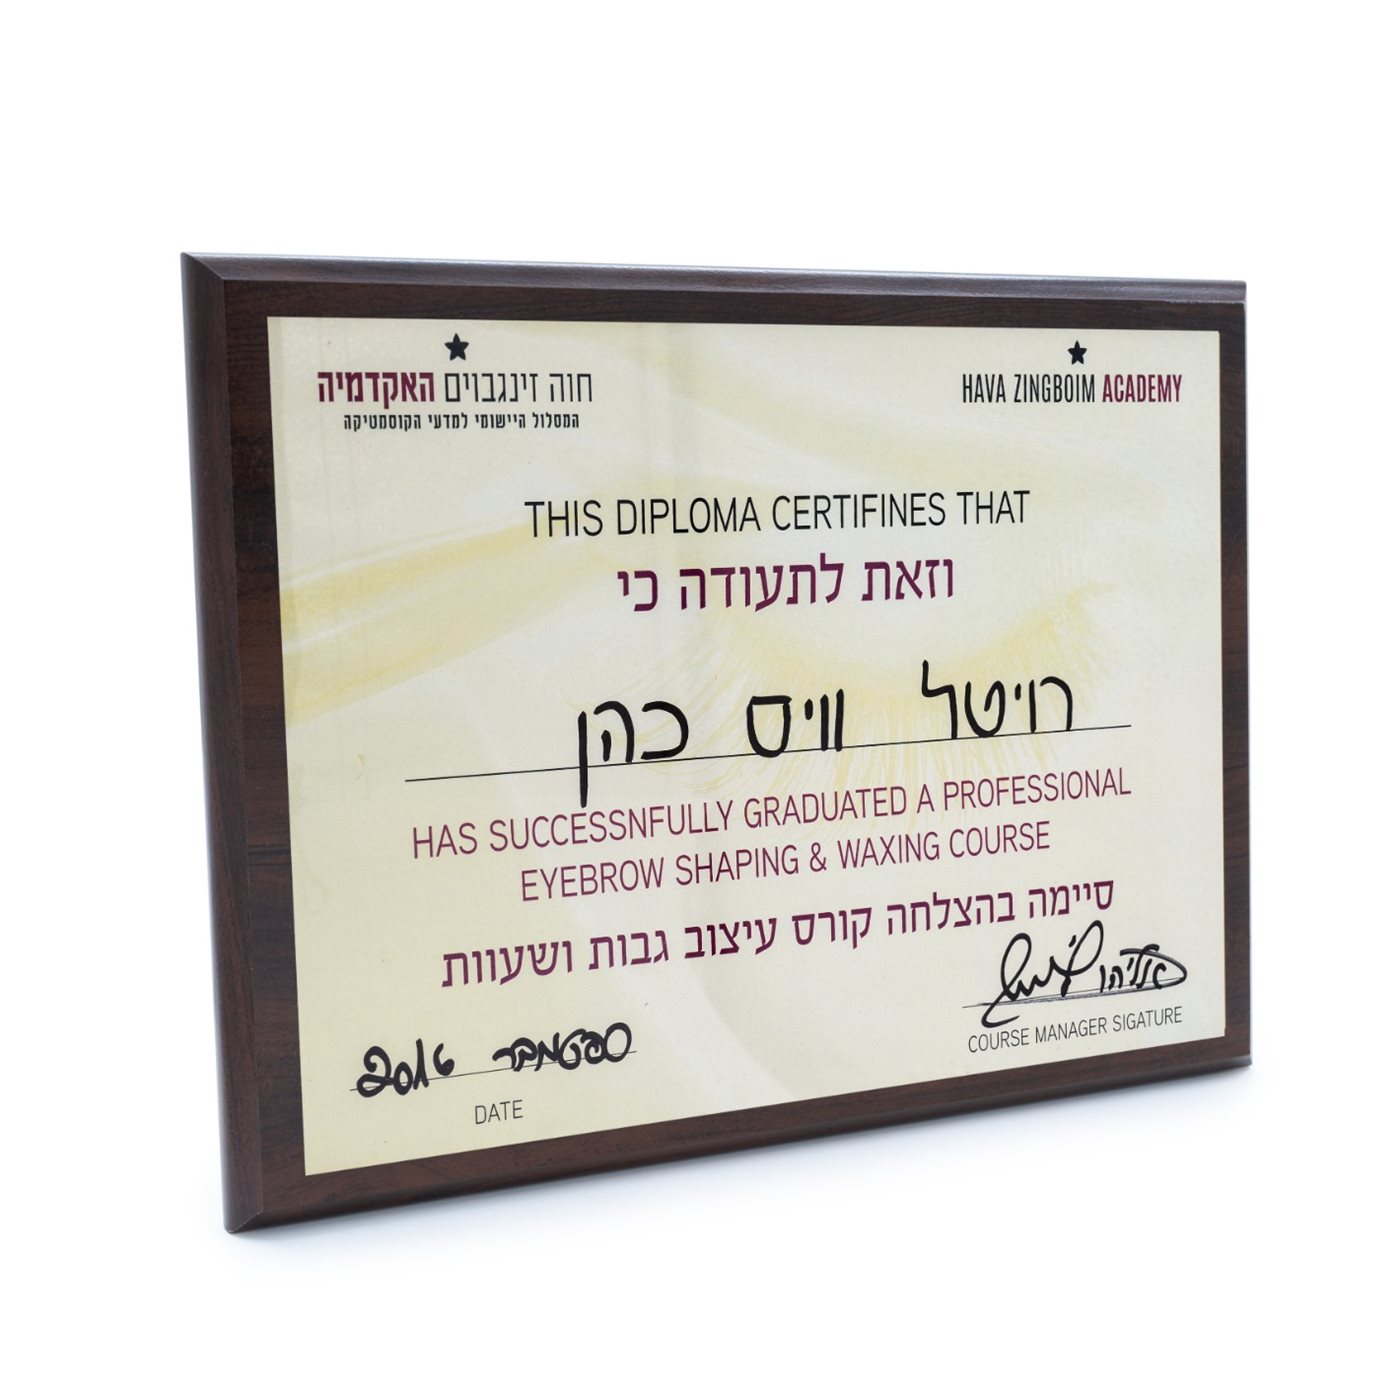 חוה זינגבוים האקדמיה
המסלול היישומי למדעי הקוסמטיקה
HAVA ZINGBOIM ACADEMY
THIS DIPLOMA CERTIFINES THAT
וזאת לתעודה כי
רויטל וויס כהן
HAS SUCCESSNFULLY GRADUATED A PROFESSIONAL
EYEBROW SHAPING & WAXING COURSE
סיימה בהצלחה קורס עיצוב גבות ושעוות
ספטמבר 2016
DATE
COURSE MANAGER SIGATURE